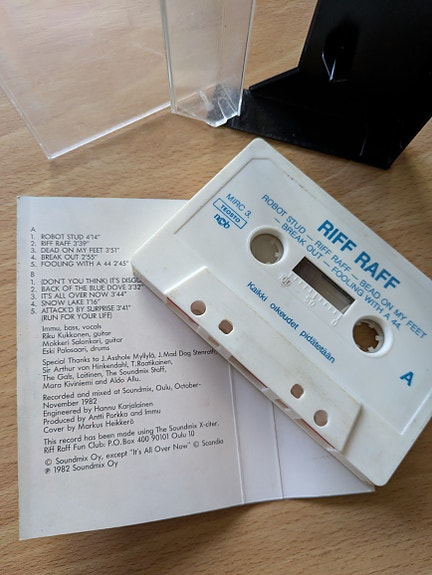 A
1. ROBOT STUD 4'14"
2. RIFF RAFF 3'39"
3. DEAD ON MY FEET 3'51"
4. BREAK OUT 2'55"
5. FOOLING WITH A 44 2'45"
B
1. (DON'T YOU THINK) IT'S
2. BACK OF THE BLUE DOVE 3'32"
3. IT'S ALL OVER NOW 3'44"
4. SNOW LAKE 1'16"
5. ATTACK'D BY SURPRISE 3'41"
(RUN FOR YOUR LIFE)
Immu, bass, vocals
Riku Kukkonen, guitar
Mokkeri Salonkari, guitar
Eski Palosaari, drums
Special Thanks to J.Asshole Myllylä, J.Mad Dog Stenroth,
Sir Arthur van Hinkendahl, T.Raatikainen,
The Gals, Laitinen, The Soundmix Staff,
Mara Kiviniemi and Aldo Allu.
Recorded and mixed at Soundmix, Oulu, October-
November 1982
Engineered by Hannu Karjalainen
Produced by Antti Parkko and Immu
Cover by Markus Heikkerö
This record has been made using The Soundmix X-citer.
Riff Raff Fun Club: P.O.Box 400 90101 Oulu 10
© Soundmix Oy, except "It's All Over Now" © Scandia
℗ 1982 Soundmix Oy
MIRC 3
TEOSTO
ncb
RIFF RAFF
ROBOT STUD – RIFF RAFF – DEAD ON MY FEET
– BREAK OUT – FOOLING WITH A 44
A
Kaikki oikeudet pidätetään